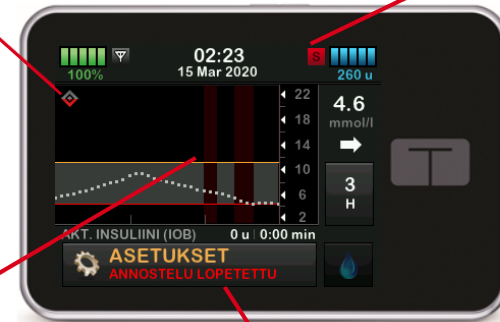 02:23
S
100%
15 Mar 2020
260 u
22
4.6
mmol/l
18
14
10
3
H
6
2
AKT. INSULIINI (IOB) 0 u 0:00 min
ASETUKSET
ANNOSTELU LOPETETTU